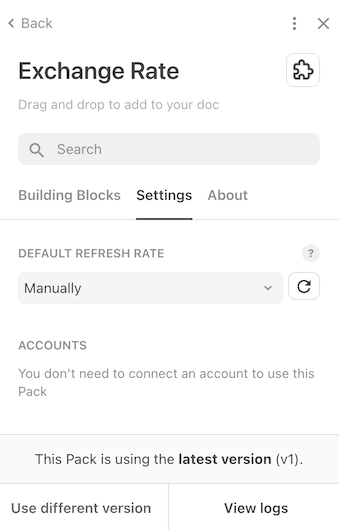 Back
Exchange Rate
Drag and drop to add to your doc
Search
Building Blocks Settings About
DEFAULT REFRESH RATE ?
Manually
ACCOUNTS
You don't need to connect an account to use this
Pack
This Pack is using the latest version (v1).
Use different version View logs